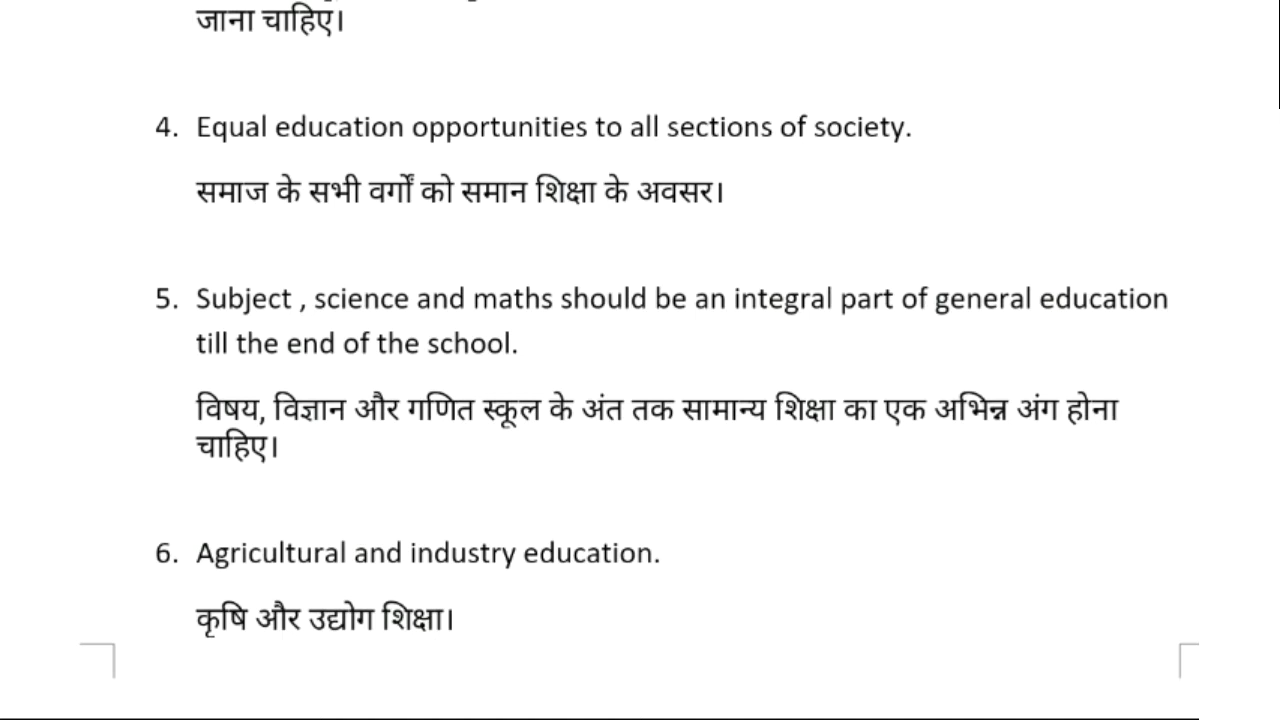 जाना चाहिए।
4. Equal education opportunities to all sections of society.
समाज के सभी वर्गों को समान शिक्षा के अवसर।
5. Subject , science and maths should be an integral part of general education
till the end of the school.
विषय, विज्ञान और गणित स्कूल के अंत तक सामान्य शिक्षा का एक अभिन्न अंग होना
चाहिए।
6. Agricultural and industry education.
कृषि और उद्योग शिक्षा।